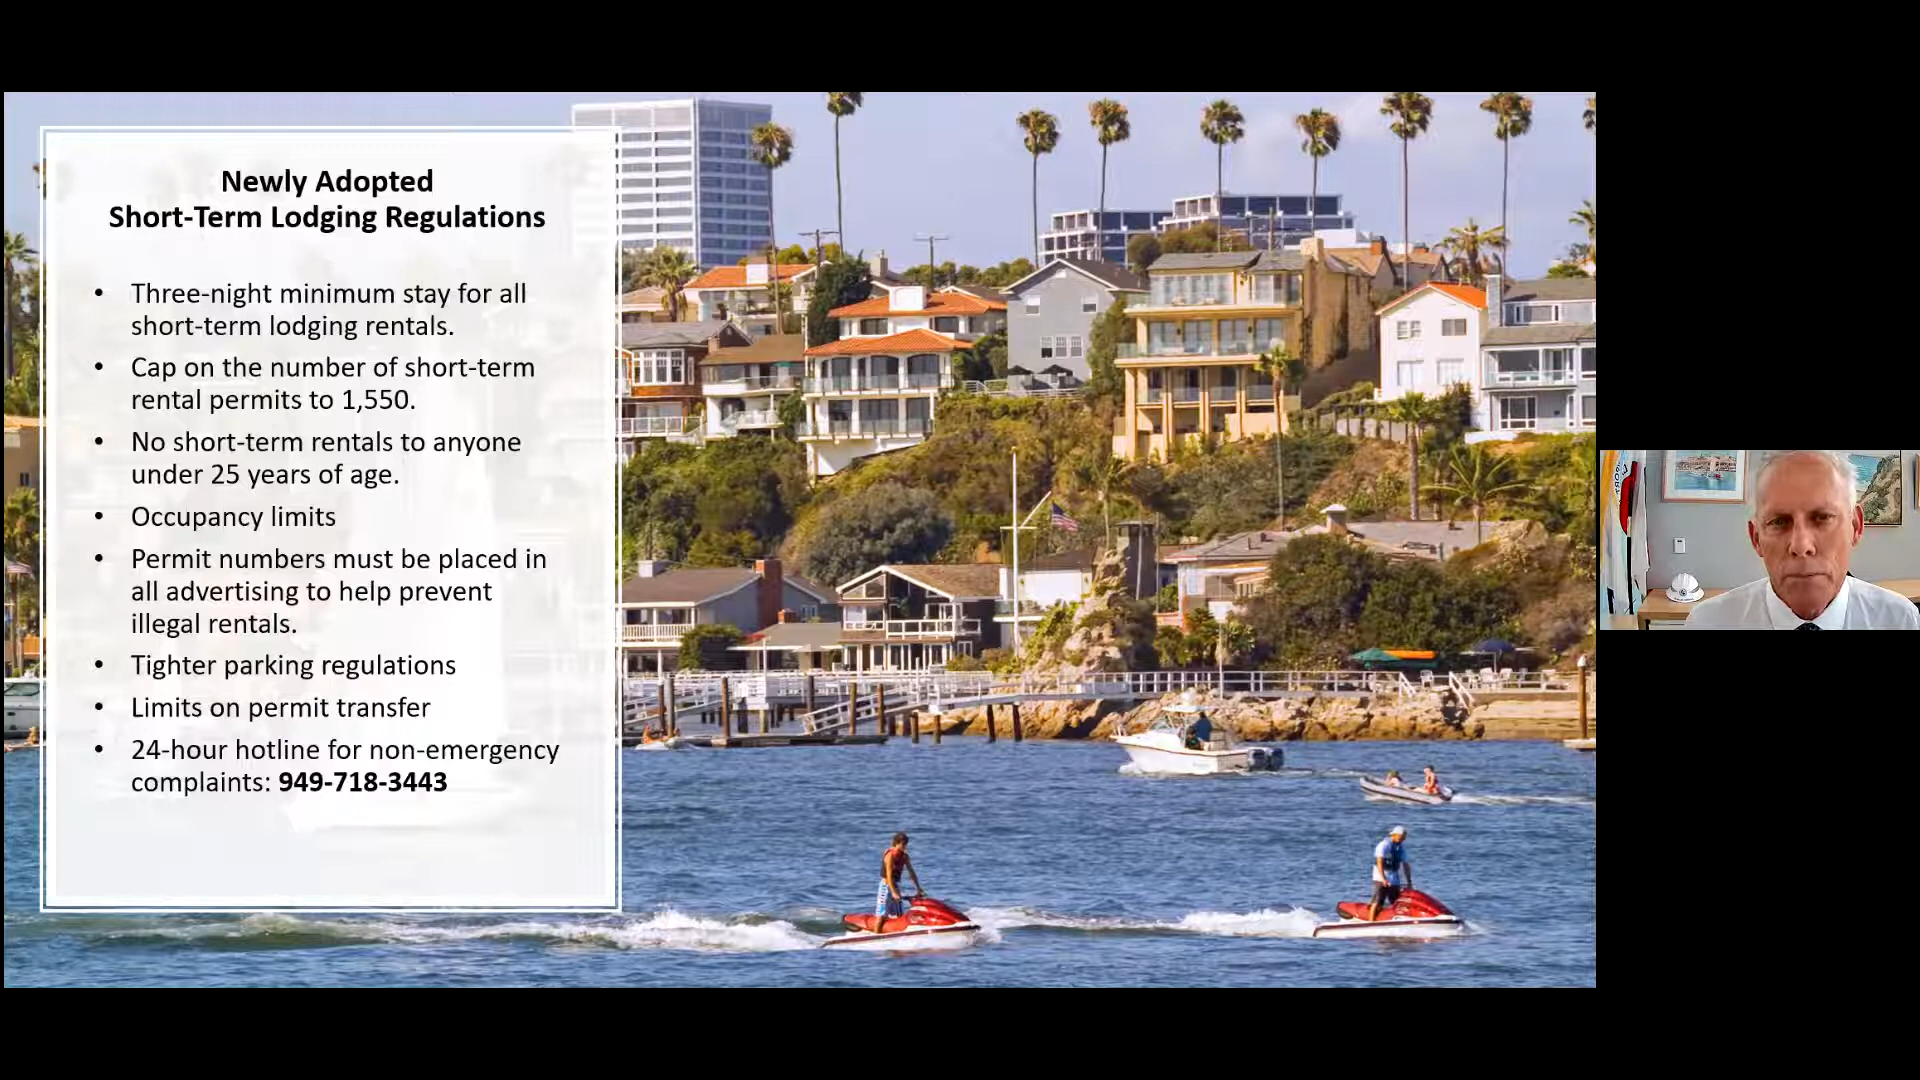 Newly Adopted
Short-Term Lodging Regulations
• Three-night minimum stay for all
short-term lodging rentals.
• Cap on the number of short-term
rental permits to 1,550.
• No short-term rentals to anyone
under 25 years of age.
• Occupancy limits
• Permit numbers must be placed in
all advertising to help prevent
illegal rentals.
• Tighter parking regulations
• Limits on permit transfer
• 24-hour hotline for non-emergency
complaints: 949-718-3443